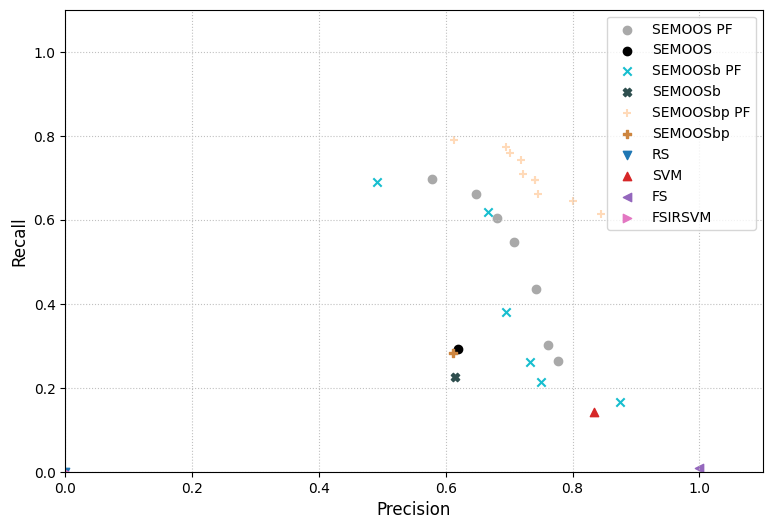 1.0
0.8
0.6
0.4
0.2
0.0
0.0 0.2 0.4 0.6 0.8 1.0
Recall
Precision
SEMOOS PF
SEMOOS
SEMOOSb PF
SEMOOSb
SEMOOSbp PF
SEMOOSbp
RS
SVM
FS
FSIRSVM